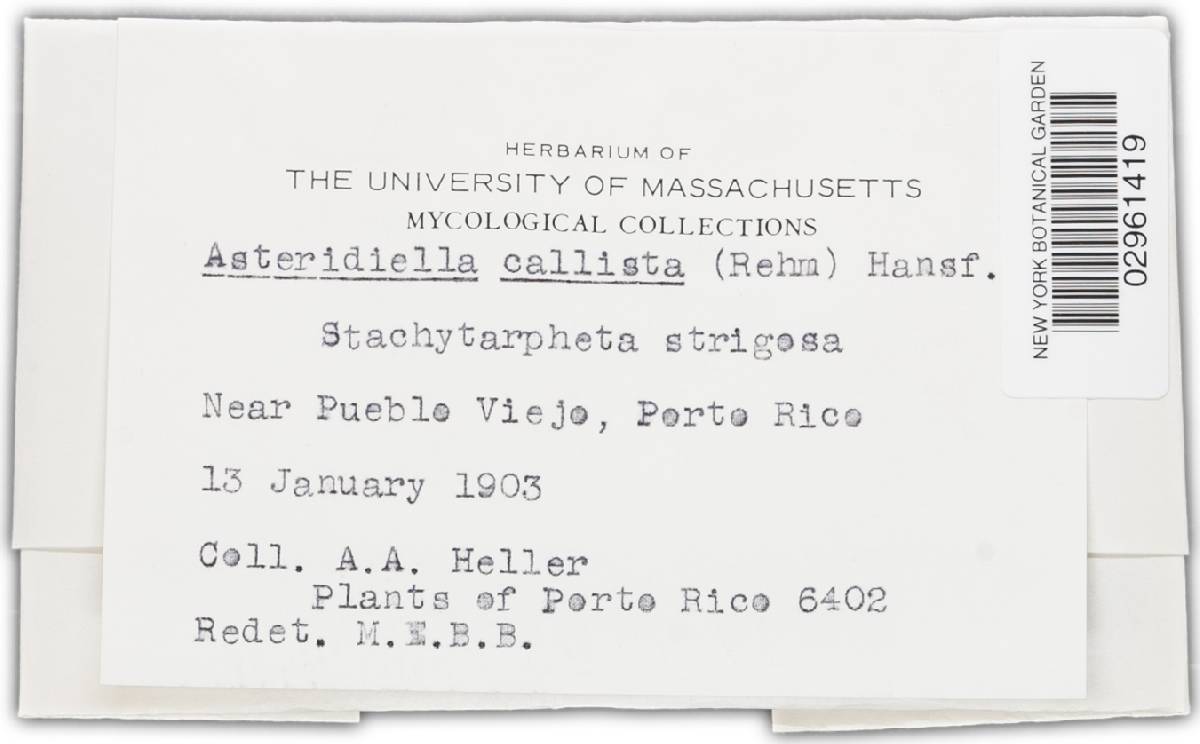 HERBARIUM OF
THE UNIVERSITY OF MASSACHUSETTS
MYCOLOGICAL COLLECTIONS
Asteridiella callista (Rehm) Hansf.
Stachytarpheta strigosa
Near Pueblo Viejo, Porto Rico
13 January 1903
Coll. A.A. Heller
Plants of Porto Rico 6402
Redet. M.E.B.B.
NEW YORK BOTANICAL GARDEN
02961419